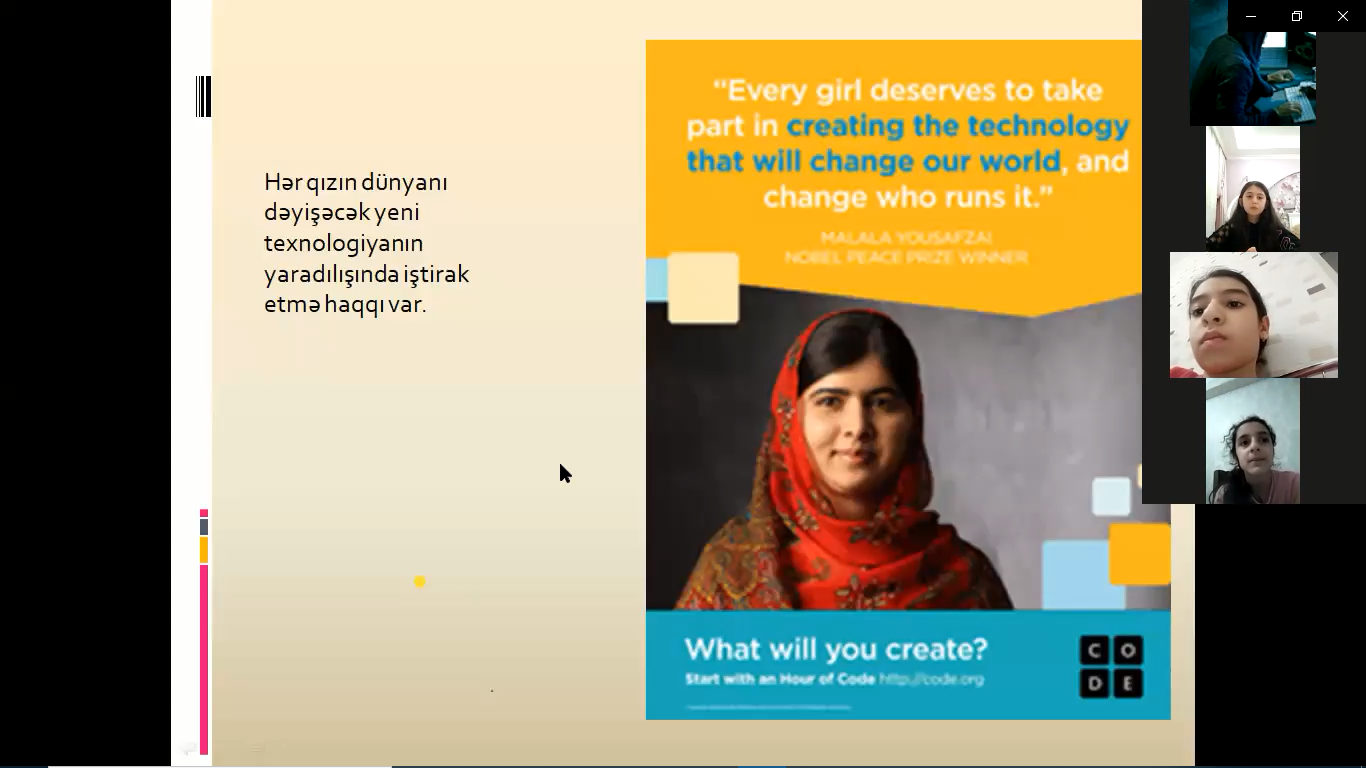 Hər qızın dünyanı
dəyişəcək yeni
texnologiyanın
yaradılışında iştirak
etmə haqqı var.
“Every girl deserves to take
part in creating the technology
that will change our world, and
change who runs it.”
MALALA YOUSAFZAI
NOBEL PEACE PRIZE WINNER
What will you create?
Start with an Hour of Code http://code.org
C O
D E